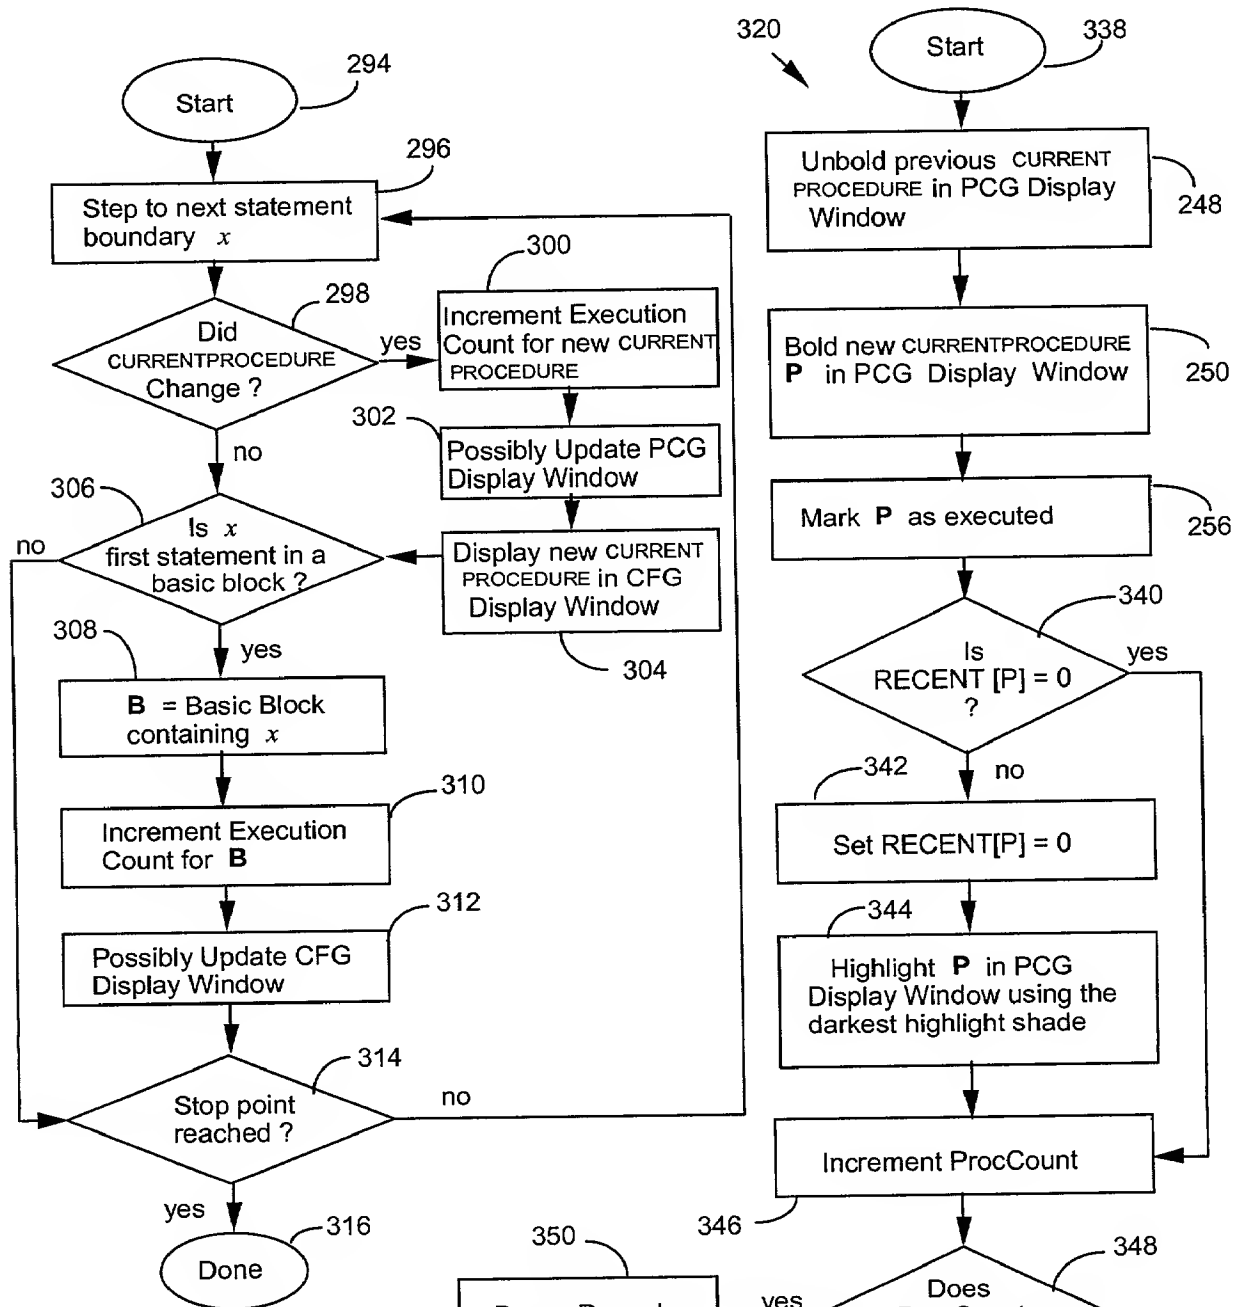 294
Start
296
Step to next statement
boundary x
298
Did
CURRENTPROCEDURE
Change ?
yes
no
300
Increment Execution
Count for new CURRENT
PROCEDURE
302
Possibly Update PCG
Display Window
Display new CURRENT
PROCEDURE in CFG
Display Window
304
306
no
Is x
first statement in a
basic block ?
yes
308
B = Basic Block
containing x
310
Increment Execution
Count for B
312
Possibly Update CFG
Display Window
314
Stop point
reached ?
no
yes
316
Done
320
338
Start
Unbold previous CURRENT
PROCEDURE in PCG Display
Window
248
Bold new CURRENTPROCEDURE
P in PCG Display Window
250
Mark P as executed
256
340
Is
RECENT [P] = 0
?
yes
no
342
Set RECENT[P] = 0
344
Highlight P in PCG
Display Window using the
darkest highlight shade
Increment ProcCount
346
348
Does
yes
350